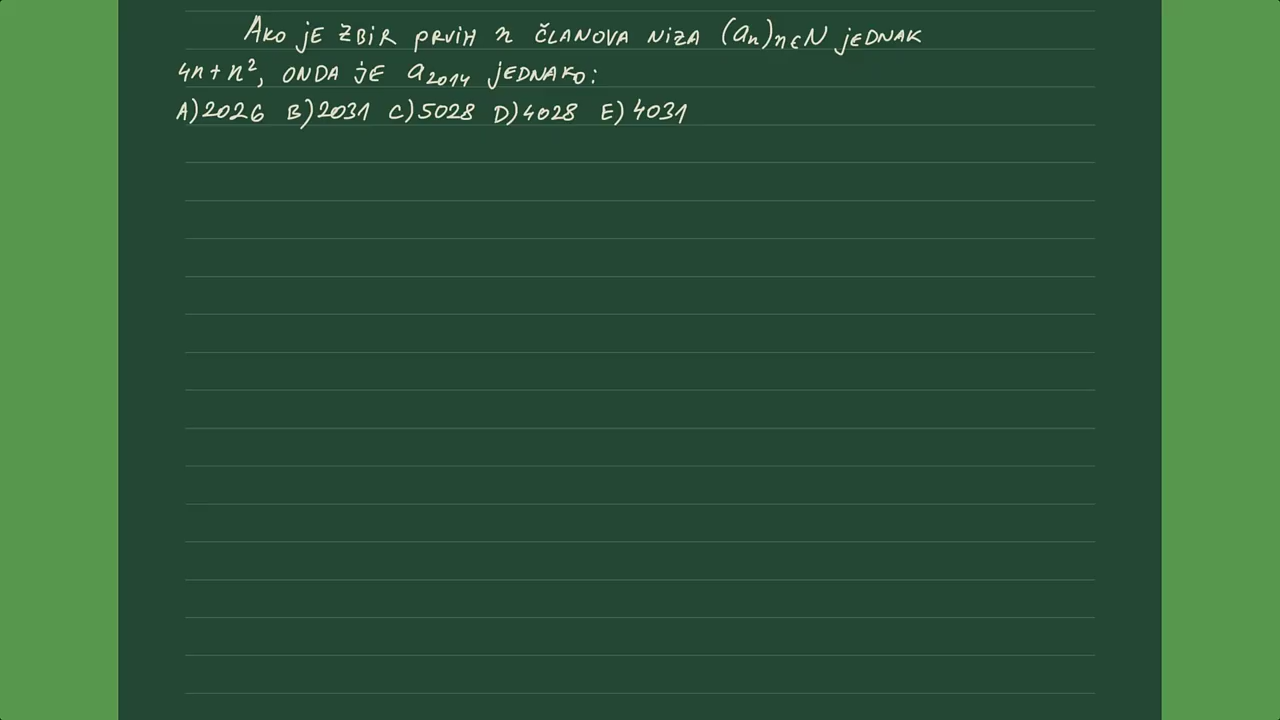 Ako je zbir prvih n članova niza (aₙ)ₙ∈N jednak
4n + n², onda je a₂₀₁₄ jednako:
A) 2026 B) 2031 C) 5028 D) 4028 E) 4031